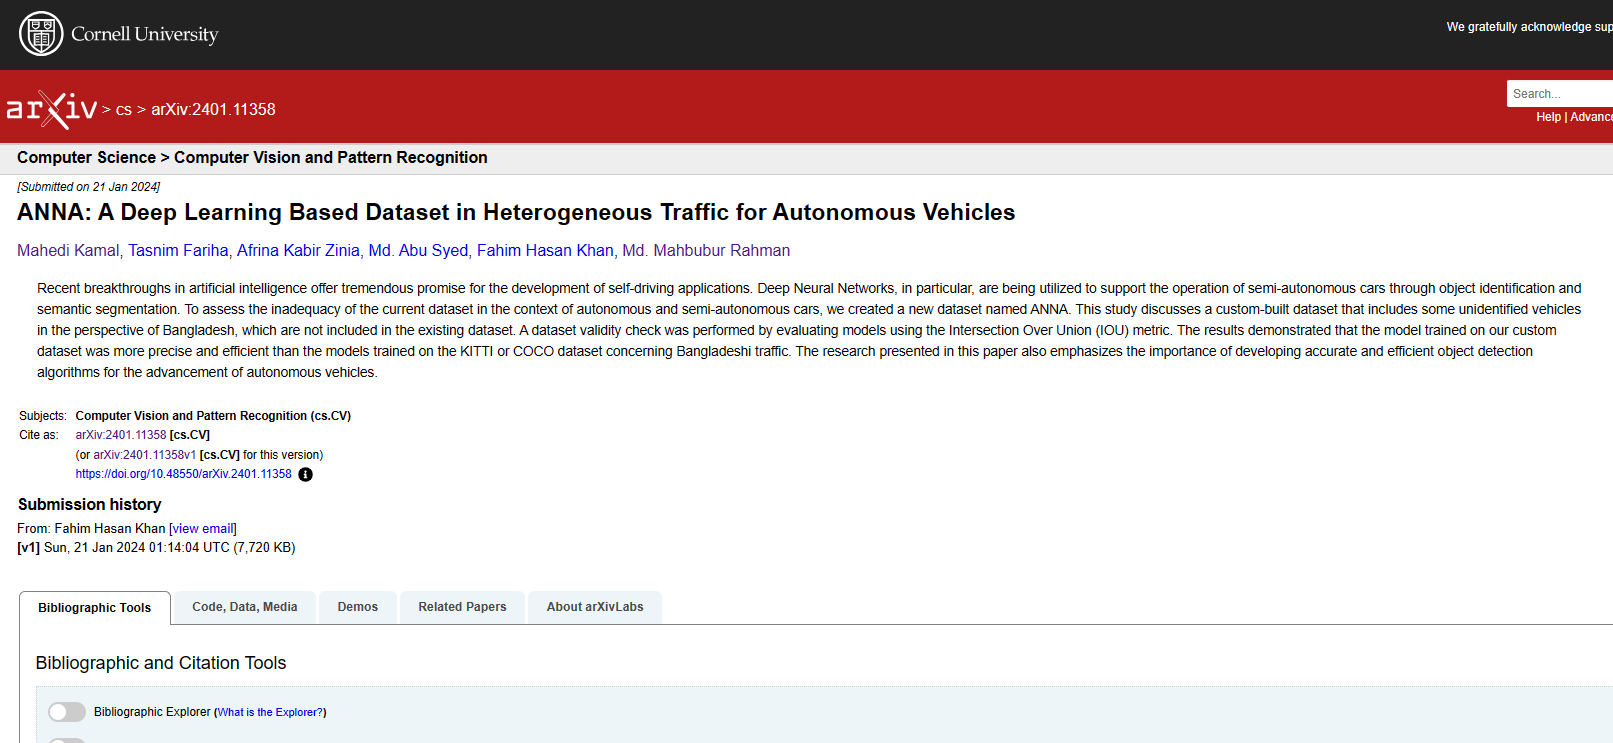 Cornell University
We gratefully acknowledge sup
arXiv > cs > arXiv:2401.11358
Search...
Help | Advance
Computer Science > Computer Vision and Pattern Recognition
[Submitted on 21 Jan 2024]
ANNA: A Deep Learning Based Dataset in Heterogeneous Traffic for Autonomous Vehicles
Mahedi Kamal, Tasnim Fariha, Afrina Kabir Zinia, Md. Abu Syed, Fahim Hasan Khan, Md. Mahbubur Rahman
Recent breakthroughs in artificial intelligence offer tremendous promise for the development of self-driving applications. Deep Neural Networks, in particular, are being utilized to support the operation of semi-autonomous cars through object identification and
semantic segmentation. To assess the inadequacy of the current dataset in the context of autonomous and semi-autonomous cars, we created a new dataset named ANNA. This study discusses a custom-built dataset that includes some unidentified vehicles
in the perspective of Bangladesh, which are not included in the existing dataset. A dataset validity check was performed by evaluating models using the Intersection Over Union (IOU) metric. The results demonstrated that the model trained on our custom
dataset was more precise and efficient than the models trained on the KITTI or COCO dataset concerning Bangladeshi traffic. The research presented in this paper also emphasizes the importance of developing accurate and efficient object detection
algorithms for the advancement of autonomous vehicles.
Subjects: Computer Vision and Pattern Recognition (cs.CV)
Cite as: arXiv:2401.11358 [cs.CV]
(or arXiv:2401.11358v1 [cs.CV] for this version)
https://doi.org/10.48550/arXiv.2401.11358
Submission history
From: Fahim Hasan Khan [view email]
[v1] Sun, 21 Jan 2024 01:14:04 UTC (7,720 KB)
Bibliographic Tools
Code, Data, Media
Demos
Related Papers
About arXivLabs
Bibliographic and Citation Tools
Bibliographic Explorer (What is the Explorer?)